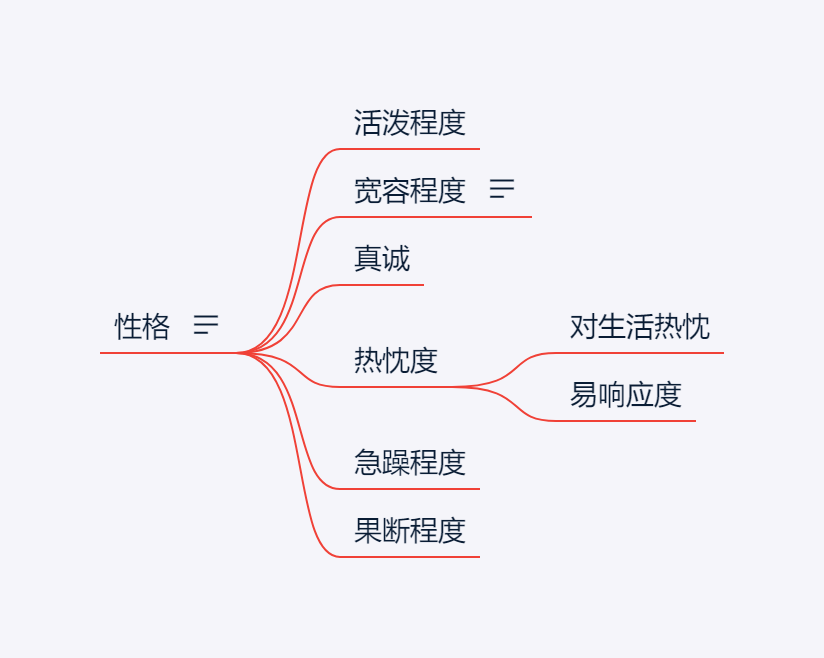 性格
活泼程度
宽容程度
真诚
热忱度
对生活热忱
易响应度
急躁程度
果断程度